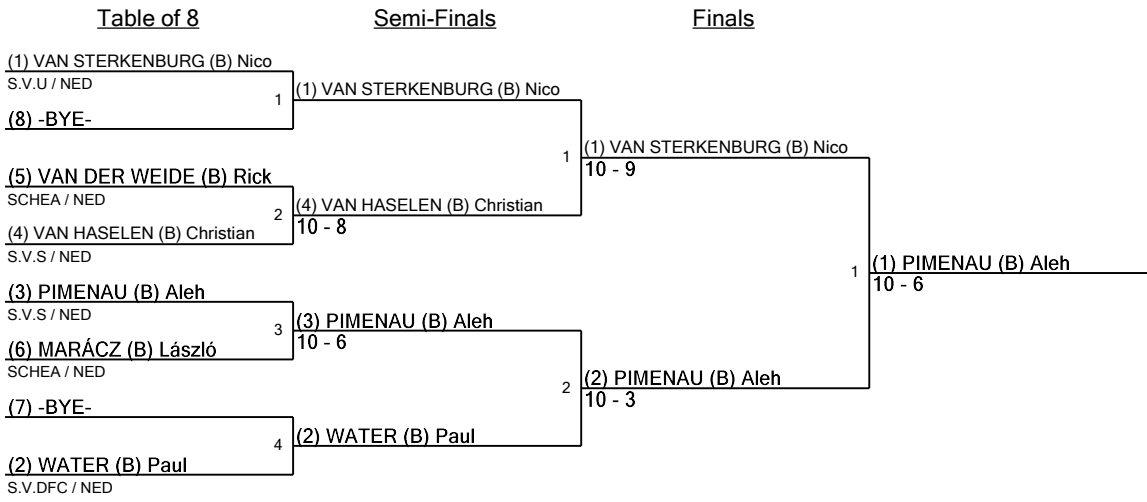 Table of 8
Semi-Finals
Finals
(1) VAN STERKENBURG (B) Nico
S.V.U / NED
(8) -BYE-
1
(5) VAN DER WEIDE (B) Rick
SCHEA / NED
(4) VAN HASELEN (B) Christian
S.V.S / NED
2
(3) PIMENAU (B) Aleh
S.V.S / NED
(6) MARÁCZ (B) László
SCHEA / NED
3
(7) -BYE-
(2) WATER (B) Paul
S.V.DFC / NED
4
(1) VAN STERKENBURG (B) Nico
(4) VAN HASELEN (B) Christian
10 - 8
1
(3) PIMENAU (B) Aleh
10 - 6
(2) WATER (B) Paul
2
(1) VAN STERKENBURG (B) Nico
10 - 9
(2) PIMENAU (B) Aleh
10 - 3
1
(1) PIMENAU (B) Aleh
10 - 6